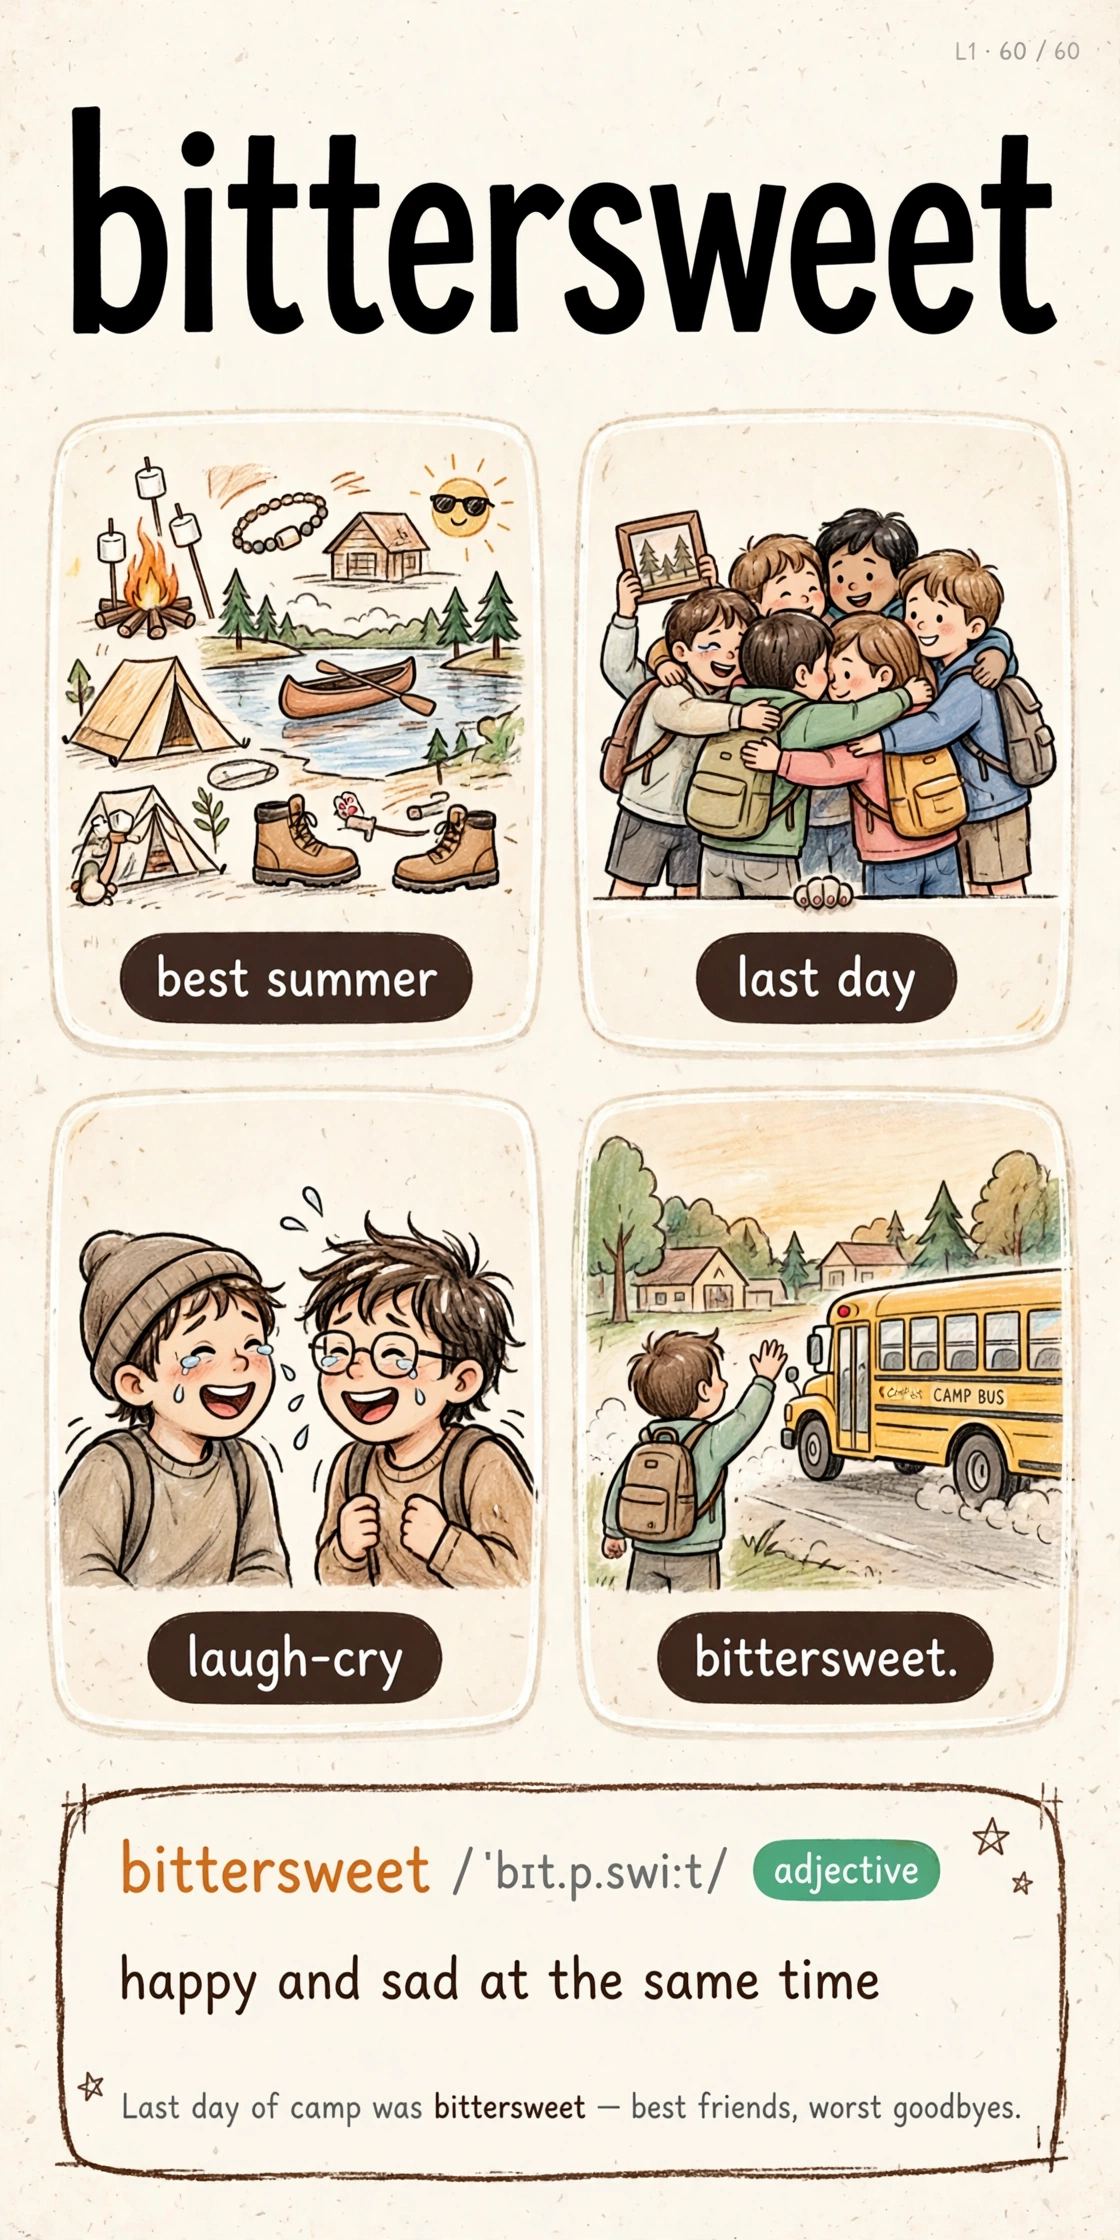 L1 · 60 / 60
bittersweet
best summer
last day
laugh-cry
CAMP BUS
bittersweet.
bittersweet /ˈbɪt.p.swiːt/ adjective
happy and sad at the same time
Last day of camp was bittersweet — best friends, worst goodbyes.